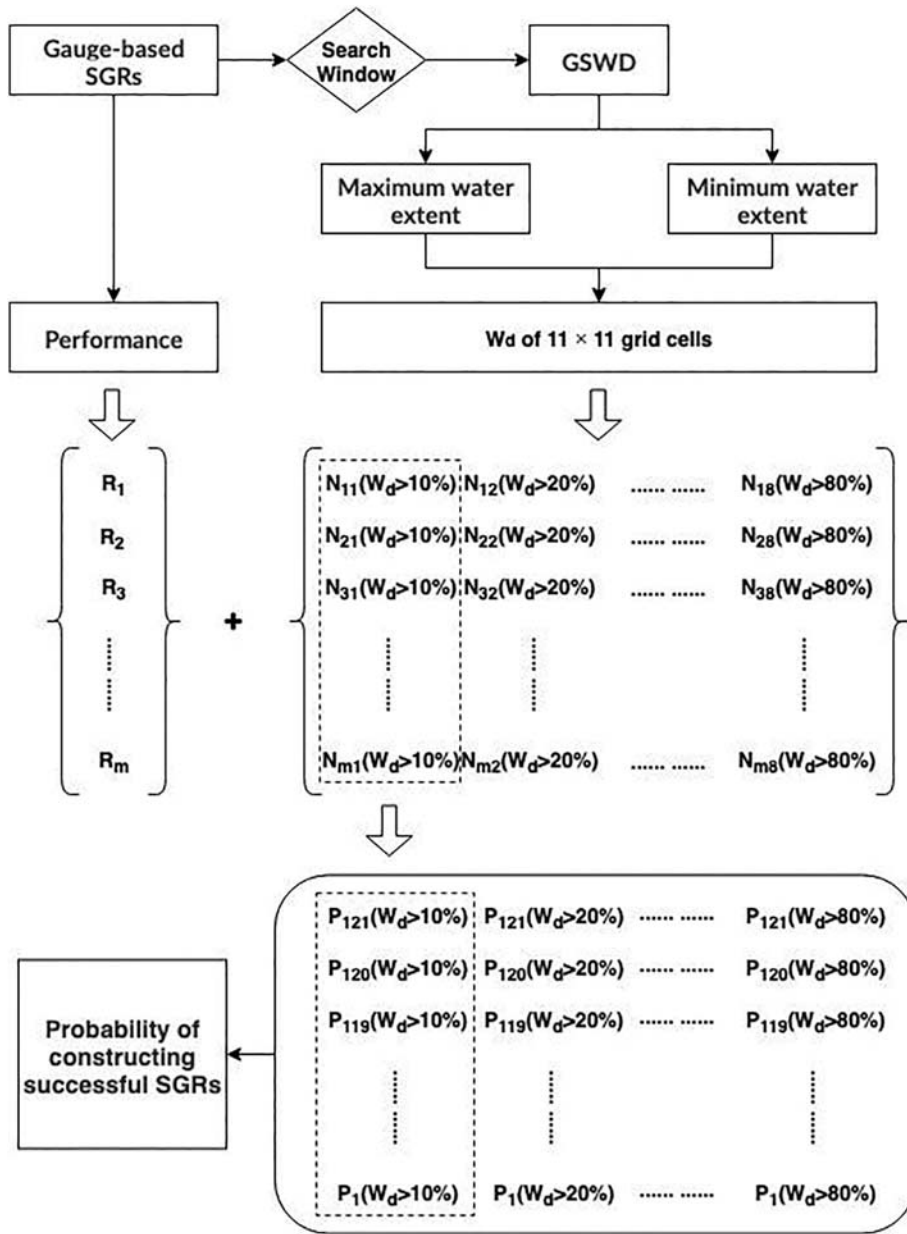 Gauge-based
SGRs
Search
Window
GSWD
Maximum water
extent
Minimum water
extent
Performance
Wd of 11 × 11 grid cells
R1
N11(Wd>10%) N12(Wd>20%) ...... ...... N18(Wd>80%)
R2
N21(Wd>10%) N22(Wd>20%) ...... ...... N28(Wd>80%)
R3
N31(Wd>10%) N32(Wd>20%) ...... ...... N38(Wd>80%)
+
Rm
Nm1(Wd>10%) Nm2(Wd>20%) ...... ...... Nm8(Wd>80%)
P121(Wd>10%) P121(Wd>20%) ...... ...... P121(Wd>80%)
P120(Wd>10%) P120(Wd>20%) ...... ...... P120(Wd>80%)
P119(Wd>10%) P119(Wd>20%) ...... ...... P119(Wd>80%)
P1(Wd>10%) P1(Wd>20%) ...... ...... P1(Wd>80%)
Probability of
constructing
successful SGRs